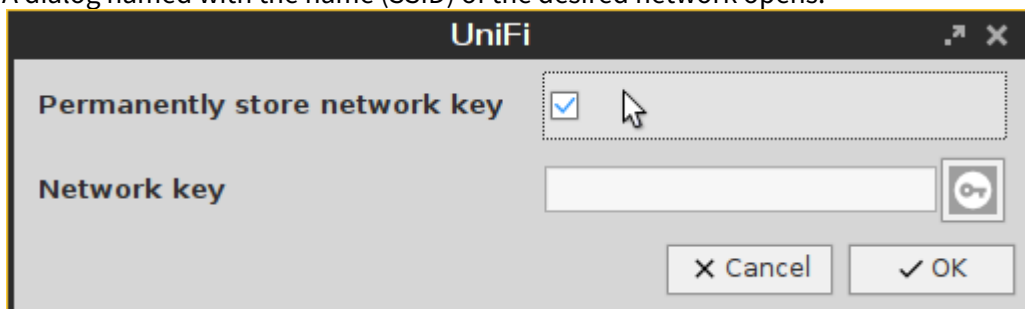 A dialog named with the name (SSID) of the desired network opens.
UniFi
Permanently store network key
Network key
Cancel
OK